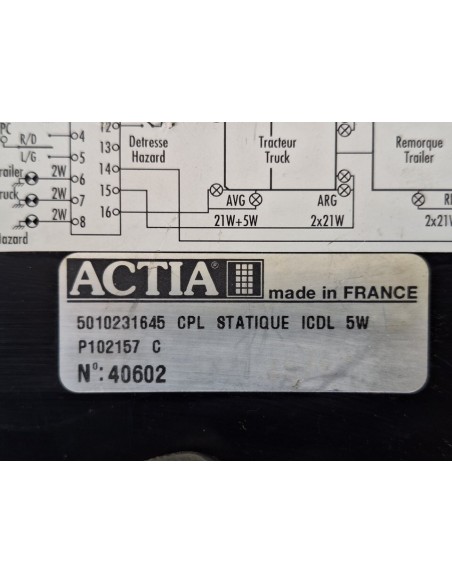 PC
R/D
4
12
L/G
5
13
Detresse
Hazard
Tracteur
Truck
Remorque
Trailer
railer
2W
6
14
ruck
2W
7
15
AVG
ARG
2W
8
16
21W+5W
2x21W
2x21W
Hazard
ACTIA® made in FRANCE
5010231645 CPL STATIQUE ICDL 5W
P102157 C
N°: 40602